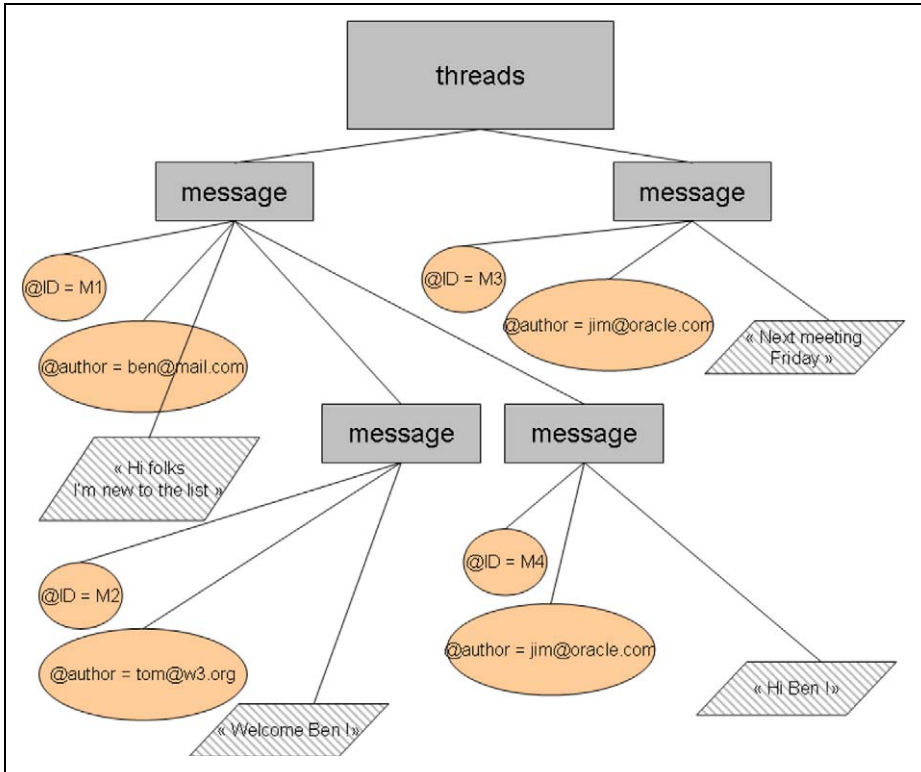 threads
message
message
@ID = M1
@ID = M3
@author = jim@oracle.com
« Next meeting
Friday »
@author = ben@mail.com
message
message
« Hi folks
I'm new to the list »
@ID = M4
@ID = M2
@author = jim@oracle.com
@author = tom@w3.org
« Hi Ben !»
« Welcome Ben !»